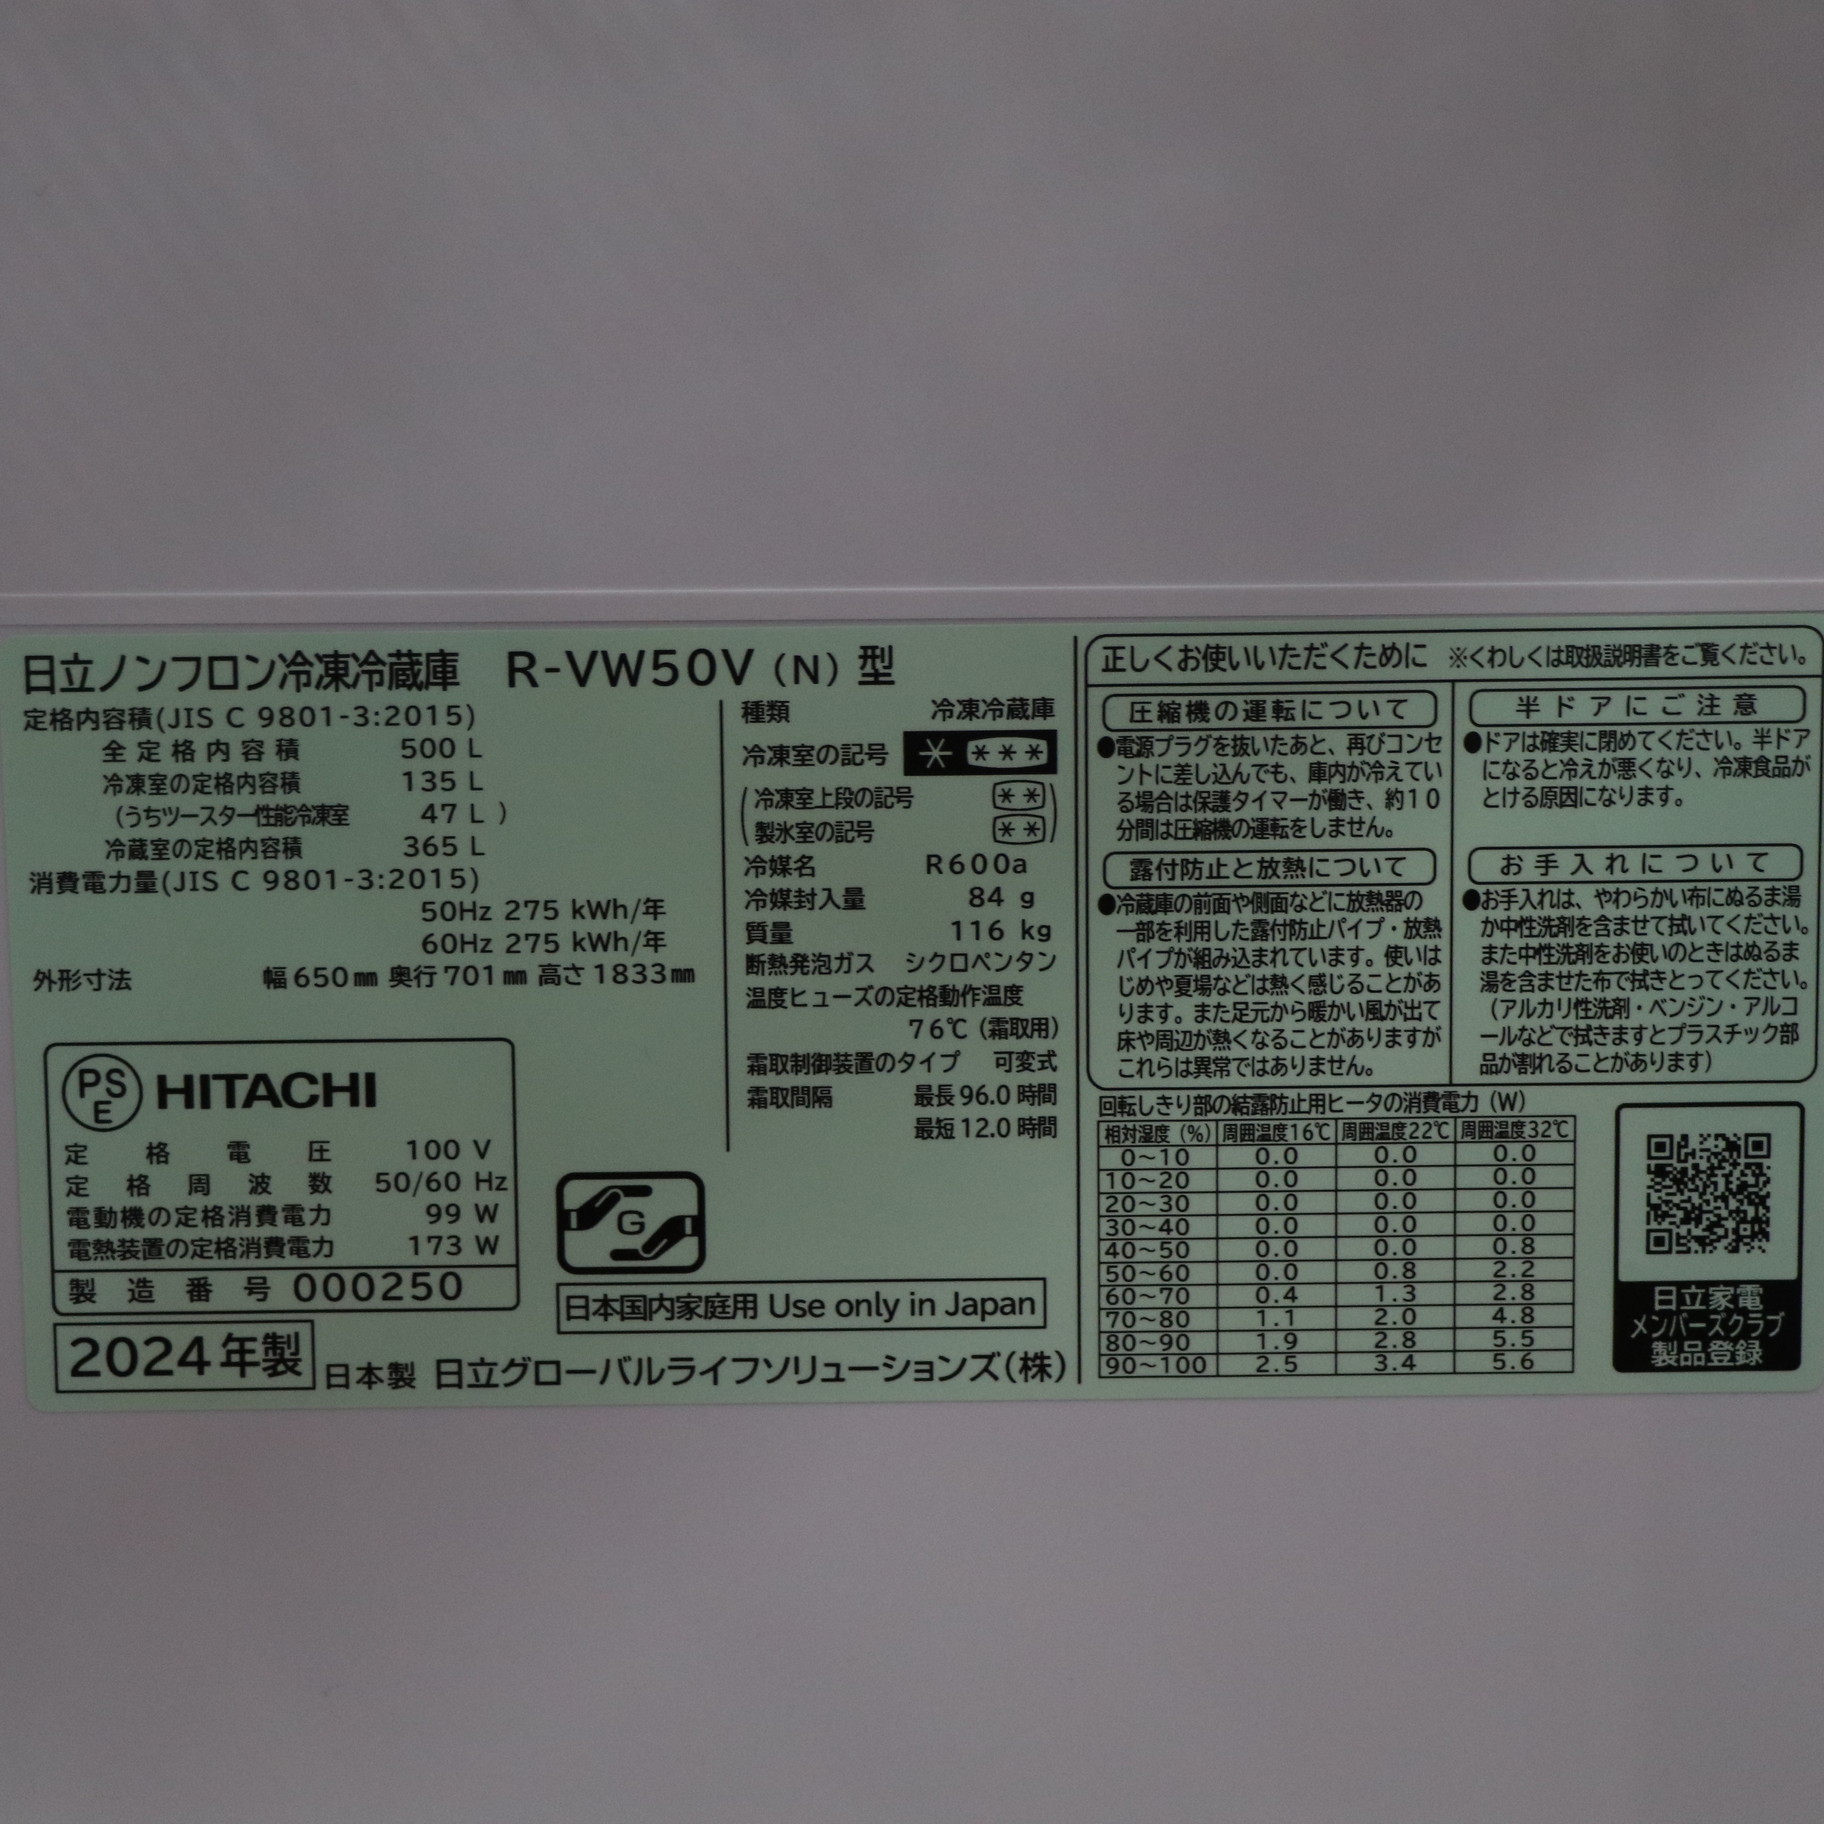 日立ノンフロン冷凍冷蔵庫 R-VW50V（N）型
定格内容積(JIS C 9801-3:2015)
全定格内容積 500 L
冷凍室の定格内容積 135 L
（うちツースター性能冷凍室 47 L ）
冷蔵室の定格内容積 365 L
消費電力量(JIS C 9801-3:2015)
50Hz 275 kWh/年
60Hz 275 kWh/年
外形寸法 幅650㎜ 奥行701㎜ 高さ1833㎜
PSE HITACHI
定格電圧 100 V
定格周波数 50/60 Hz
電動機の定格消費電力 99 W
電熱装置の定格消費電力 173 W
製造番号 000250
2024年製
日本製 日立グローバルライフソリューションズ(株)
種類 冷凍冷蔵庫
冷凍室の記号 * ***
冷凍室上段の記号 **
製氷室の記号 **
冷媒名 R600a
冷媒封入量 84 g
質量 116 kg
断熱発泡ガス シクロペンタン
温度ヒューズの定格動作温度
76℃（霜取用）
霜取制御装置のタイプ 可変式
霜取間隔 最長96.0時間
最短12.0時間
G
日本国内家庭用 Use only in Japan
正しくお使いいただくために ※くわしくは取扱説明書をご覧ください。
圧縮機の運転について
●電源プラグを抜いたあと、再びコンセ
ントに差し込んでも、庫内が冷えてい
る場合は保護タイマーが働き、約10
分間は圧縮機の運転をしません。
露付防止と放熱について
●冷蔵庫の前面や側面などに放熱器の
一部を利用した露付防止パイプ・放熱
パイプが組み込まれています。使いは
じめや夏場などは熱く感じることがあ
ります。また足元から暖かい風が出て
床や周辺が熱くなることがありますが
これらは異常ではありません。
半ドアにご注意
●ドアは確実に閉めてください。半ドア
になると冷えが悪くなり、冷凍食品が
とける原因になります。
お手入れについて
●お手入れは、やわらかい布にぬるま湯
か中性洗剤を含ませて拭いてください。
また中性洗剤をお使いのときはぬるま
湯を含ませた布で拭きとってください。
（アルカリ性洗剤・ベンジン・アルコ
ールなどで拭きますとプラスチック部
品が割れることがあります）
回転しきり部の結露防止用ヒータの消費電力（W）
相対湿度（%） 周囲温度16℃ 周囲温度22℃ 周囲温度32℃
0～10 0.0 0.0 0.0
10～20 0.0 0.0 0.0
20～30 0.0 0.0 0.0
30～40 0.0 0.0 0.0
40～50 0.0 0.0 0.8
50～60 0.0 0.8 2.2
60～70 0.4 1.3 2.8
70～80 1.1 2.0 4.8
80～90 1.9 2.8 5.5
90～100 2.5 3.4 5.6
日立家電
メンバーズクラブ
製品登録